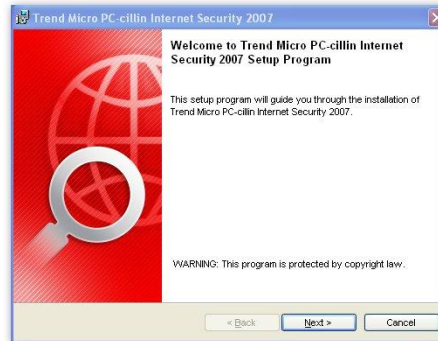 Trend Micro PC-cillin Internet Security 2007
Welcome to Trend Micro PC-cillin Internet
Security 2007 Setup Program
This setup program will guide you through the installation of
Trend Micro PC-cillin Internet Security 2007.
WARNING: This program is protected by copyright law.
< Back
Next >
Cancel